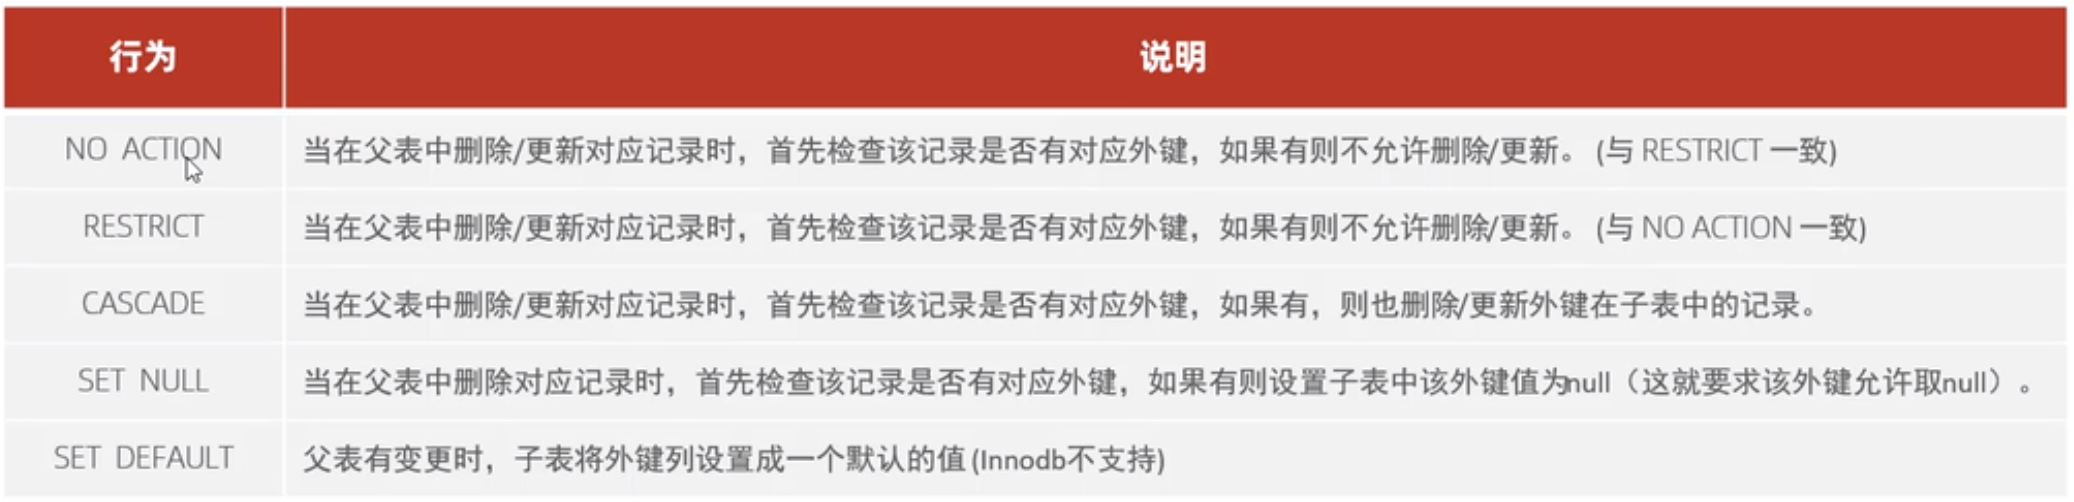 行为 说明
NO ACTION 当在父表中删除/更新对应记录时，首先检查该记录是否有对应外键，如果有则不允许删除/更新。 (与 RESTRICT 一致)
RESTRICT 当在父表中删除/更新对应记录时，首先检查该记录是否有对应外键，如果有则不允许删除/更新。 (与 NO ACTION 一致)
CASCADE 当在父表中删除/更新对应记录时，首先检查该记录是否有对应外键，如果有，则也删除/更新外键在子表中的记录。
SET NULL 当在父表中删除对应记录时，首先检查该记录是否有对应外键，如果有则设置子表中该外键值为null（这就要求该外键允许取null）。
SET DEFAULT 父表有变更时，子表将外键列设置成一个默认的值 (Innodb不支持)